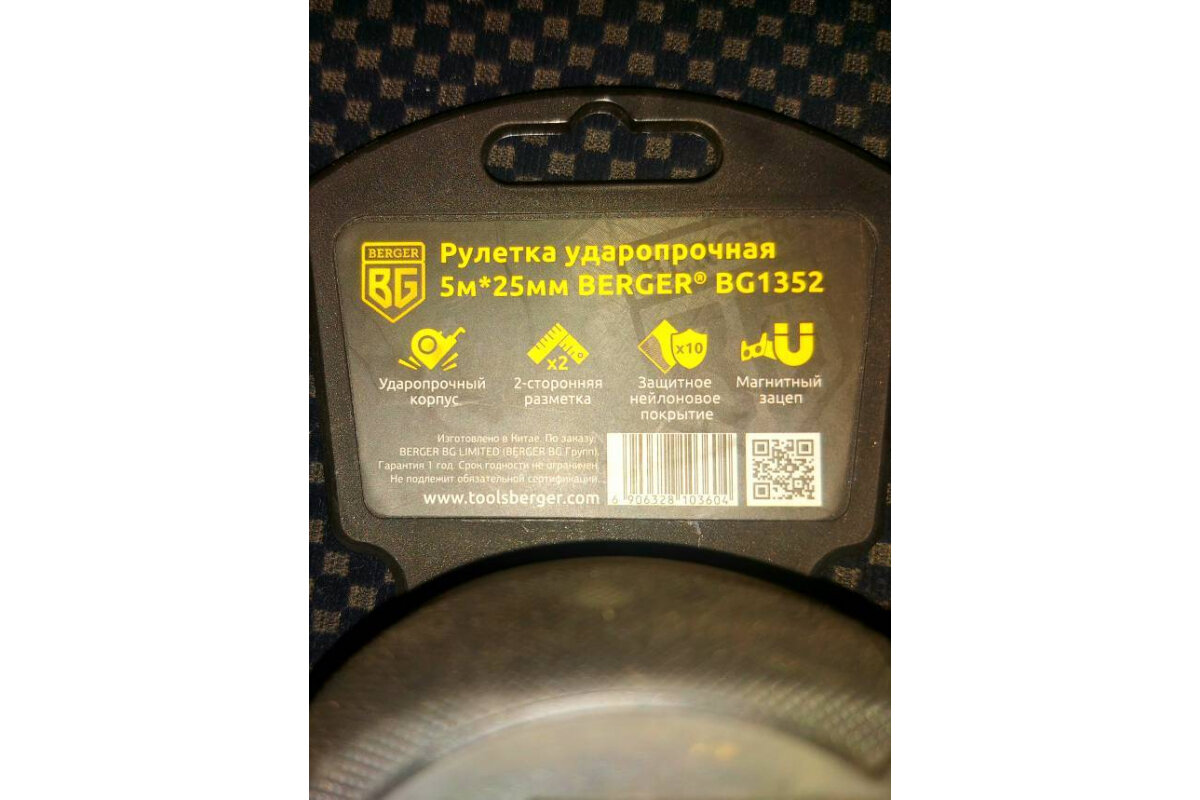 BERGER
BG
Рулетка ударопрочная
5м*25мм BERGER® BG1352
Ударопрочный
корпус
x2
2-сторонняя
разметка
x10
Защитное
нейлоновое
покрытие
Магнитный
зацеп
Изготовлено в Китае. По заказу:
BERGER BG LIMITED (BERGER BG Групп).
Гарантия 1 год. Срок годности не ограничен.
Не подлежит обязательной сертификации.
www.toolsberger.com
6 906328 103604